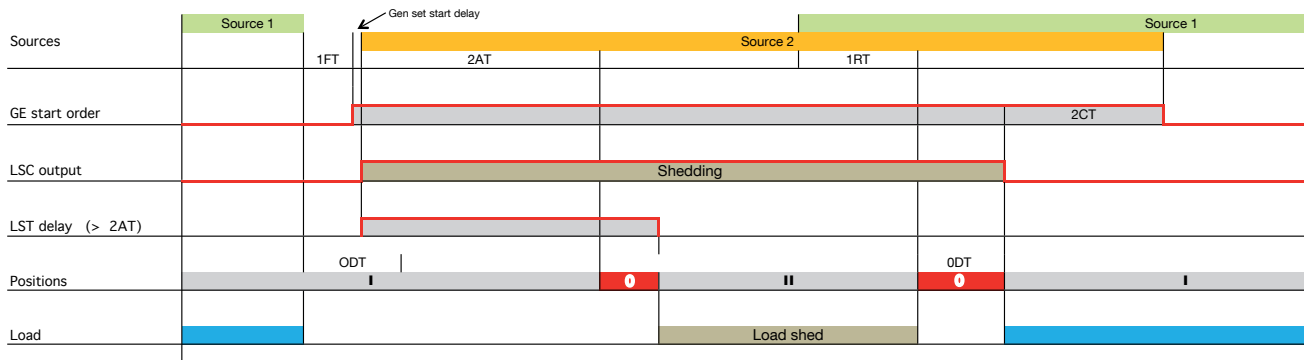 Gen set start delay
Source 1
Source 1
Sources
Source 2
1FT
2AT
1RT
GE start order
2CT
LSC output
Shedding
LST delay (> 2AT)
ODT
0DT
Positions
I
0
II
0
I
Load
Load shed